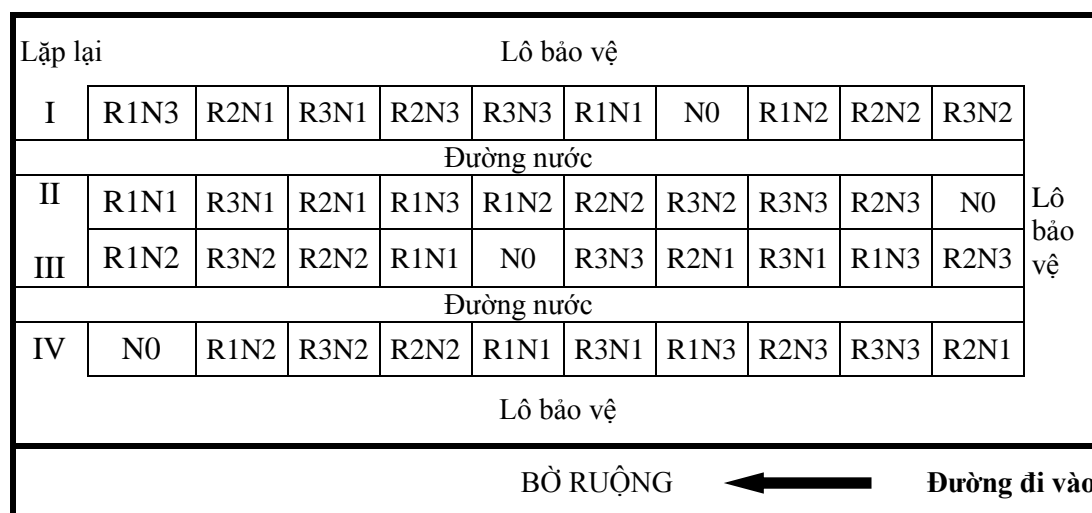 Lặp lại Lô bảo vệ
I R1N3 R2N1 R3N1 R2N3 R3N3 R1N1 N0 R1N2 R2N2 R3N2
Đường nước
II R1N1 R3N1 R2N1 R1N3 R1N2 R2N2 R3N2 R3N3 R2N3 N0
III R1N2 R3N2 R2N2 R1N1 N0 R3N3 R2N1 R3N1 R1N3 R2N3
Lô
bảo
vệ
Đường nước
IV N0 R1N2 R3N2 R2N2 R1N1 R3N1 R1N3 R2N3 R3N3 R2N1
Lô bảo vệ
BỜ RUỘNG Đường đi vào